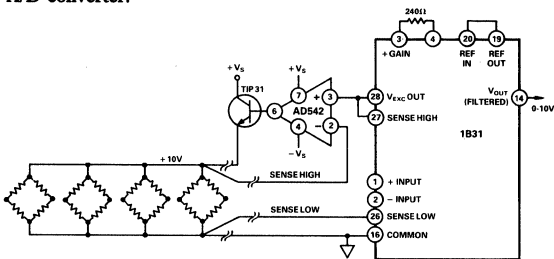 A/D converter.
240Ω
3 4 20 19
+ GAIN REF IN REF OUT
+ VS
TIP 31
+ VS
7
6 + 3
AD542
4 − 2
− VS
28 VEXC OUT
27 SENSE HIGH
VOUT (FILTERED) 14 0-10V
1B31
+ 10V
SENSE HIGH
1 + INPUT
2 − INPUT
SENSE LOW
26 SENSE LOW
16 COMMON